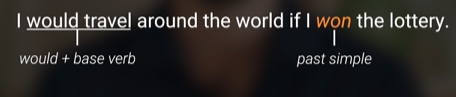 I would travel around the world if I won the lottery.
would + base verb
past simple